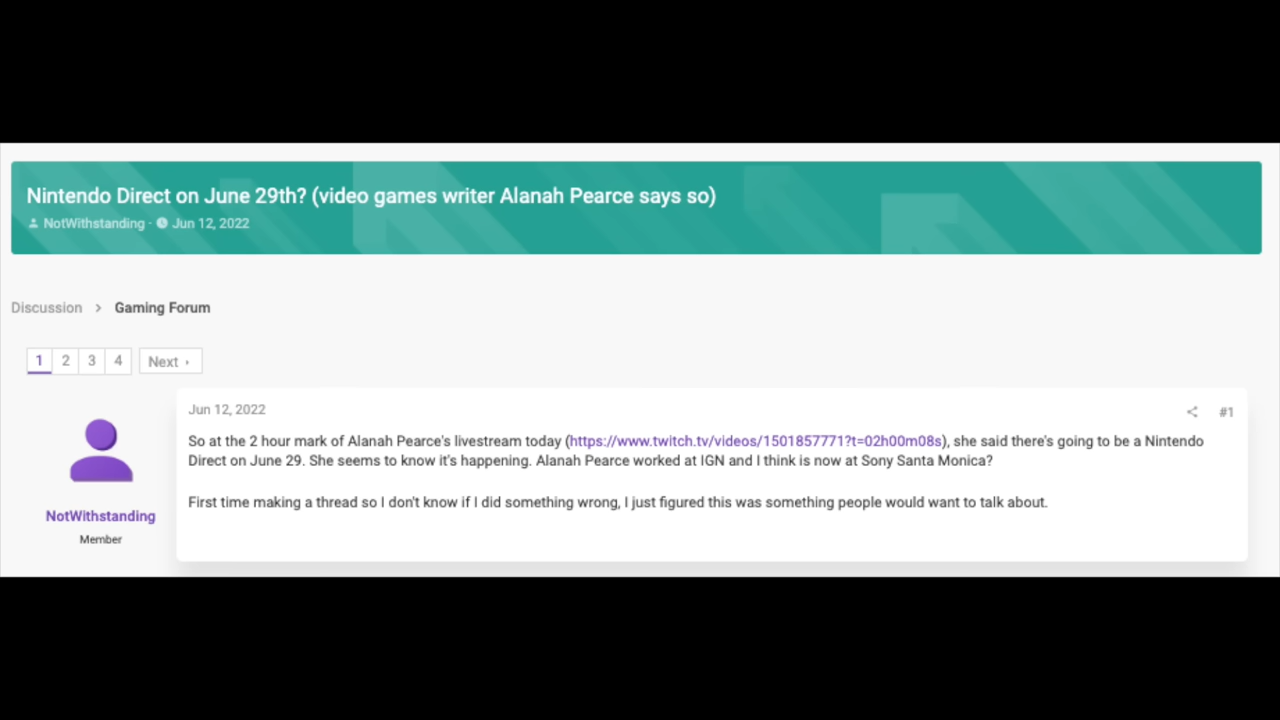 Nintendo Direct on June 29th? (video games writer Alanah Pearce says so)
NotWithstanding · Jun 12, 2022
Discussion > Gaming Forum
1 2 3 4 Next
Jun 12, 2022 #1
So at the 2 hour mark of Alanah Pearce's livestream today (https://www.twitch.tv/videos/1501857771?t=02h00m08s), she said there's going to be a Nintendo
Direct on June 29. She seems to know it's happening. Alanah Pearce worked at IGN and I think is now at Sony Santa Monica?
First time making a thread so I don't know if I did something wrong, I just figured this was something people would want to talk about.
NotWithstanding
Member